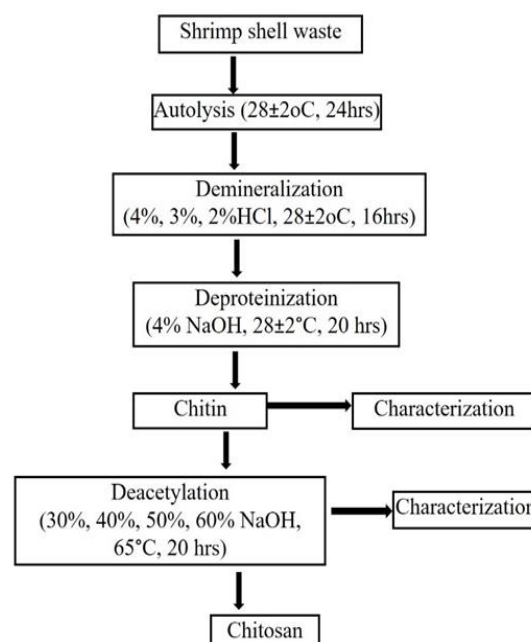 Shrimp shell waste
Autolysis (28±2oC, 24hrs)
Demineralization
(4%, 3%, 2%HCl, 28±2oC, 16hrs)
Deproteinization
(4% NaOH, 28±2°C, 20 hrs)
Chitin
Characterization
Deacetylation
(30%, 40%, 50%, 60% NaOH,
65°C, 20 hrs)
Characterization
Chitosan